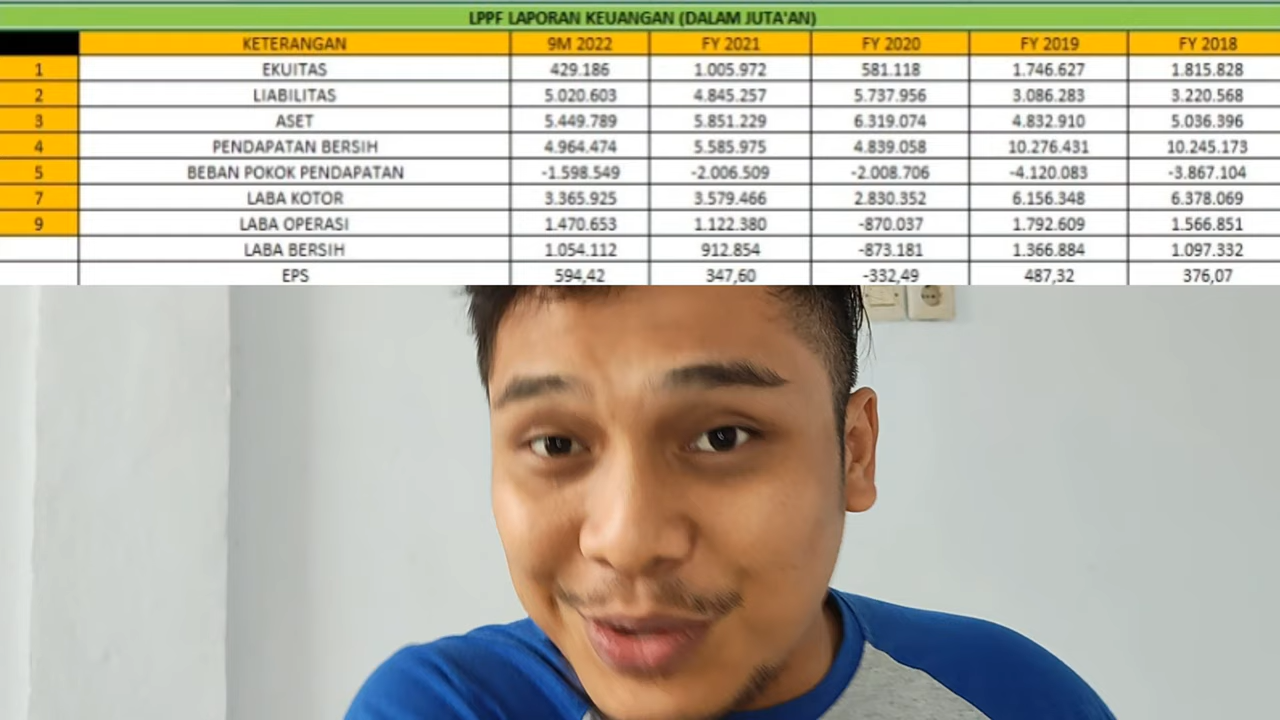 LPPF LAPORAN KEUANGAN (DALAM JUTA'AN)
KETERANGAN 9M 2022 FY 2021 FY 2020 FY 2019 FY 2018
1 EKUITAS 429.186 1.005.972 581.118 1.746.627 1.815.828
2 LIABILITAS 5.020.603 4.845.257 5.737.956 3.086.283 3.220.568
3 ASET 5.449.789 5.851.229 6.319.074 4.832.910 5.036.396
4 PENDAPATAN BERSIH 4.964.474 5.585.975 4.839.058 10.276.431 10.245.173
5 BEBAN POKOK PENDAPATAN -1.598.549 -2.006.509 -2.008.706 -4.120.083 -3.867.104
7 LABA KOTOR 3.365.925 3.579.466 2.830.352 6.156.348 6.378.069
9 LABA OPERASI 1.470.653 1.122.380 -870.037 1.792.609 1.566.851
LABA BERSIH 1.054.112 912.854 -873.181 1.366.884 1.097.332
EPS 594,42 347,60 -332,49 487,32 376,07